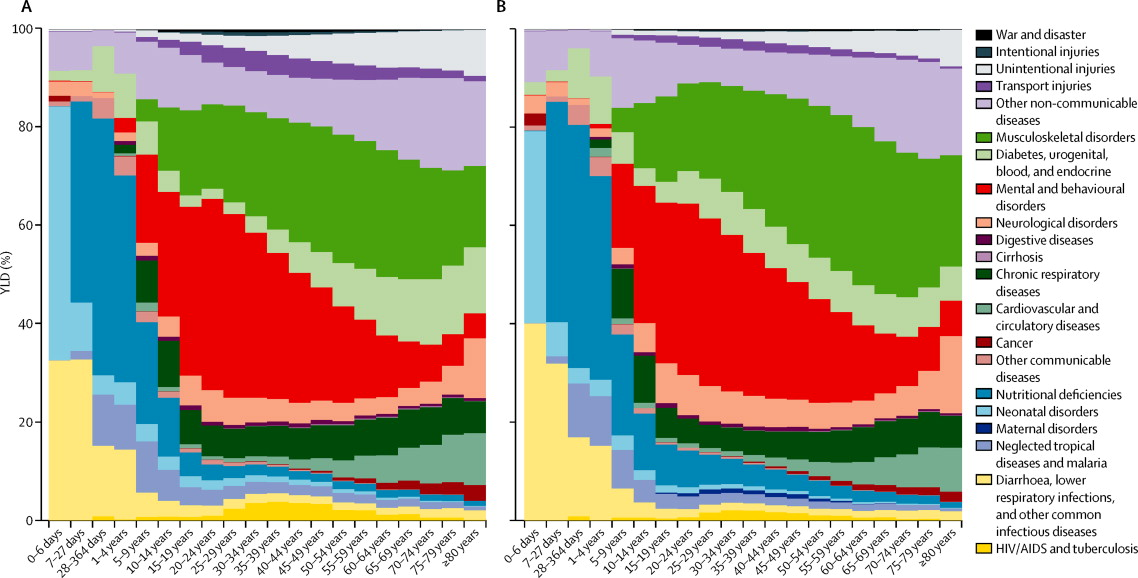 A
B
100
80
60
40
20
0
YLD (%)
0–6 days
7–27 days
28–364 days
1–4 years
5–9 years
10–14 years
15–19 years
20–24 years
25–29 years
30–34 years
35–39 years
40–44 years
45–49 years
50–54 years
55–59 years
60–64 years
65–69 years
70–74 years
75–79 years
≥80 years
0–6 days
7–27 days
28–364 days
1–4 years
5–9 years
10–14 years
15–19 years
20–24 years
25–29 years
30–34 years
35–39 years
40–44 years
45–49 years
50–54 years
55–59 years
60–64 years
65–69 years
70–74 years
75–79 years
≥80 years
War and disaster
Intentional injuries
Unintentional injuries
Transport injuries
Other non-communicable
diseases
Musculoskeletal disorders
Diabetes, urogenital,
blood, and endocrine
Mental and behavioural
disorders
Neurological disorders
Digestive diseases
Cirrhosis
Chronic respiratory
diseases
Cardiovascular and
circulatory diseases
Cancer
Other communicable
diseases
Nutritional deficiencies
Neonatal disorders
Maternal disorders
Neglected tropical
diseases and malaria
Diarrhoea, lower
respiratory infections,
and other common
infectious diseases
HIV/AIDS and tuberculosis